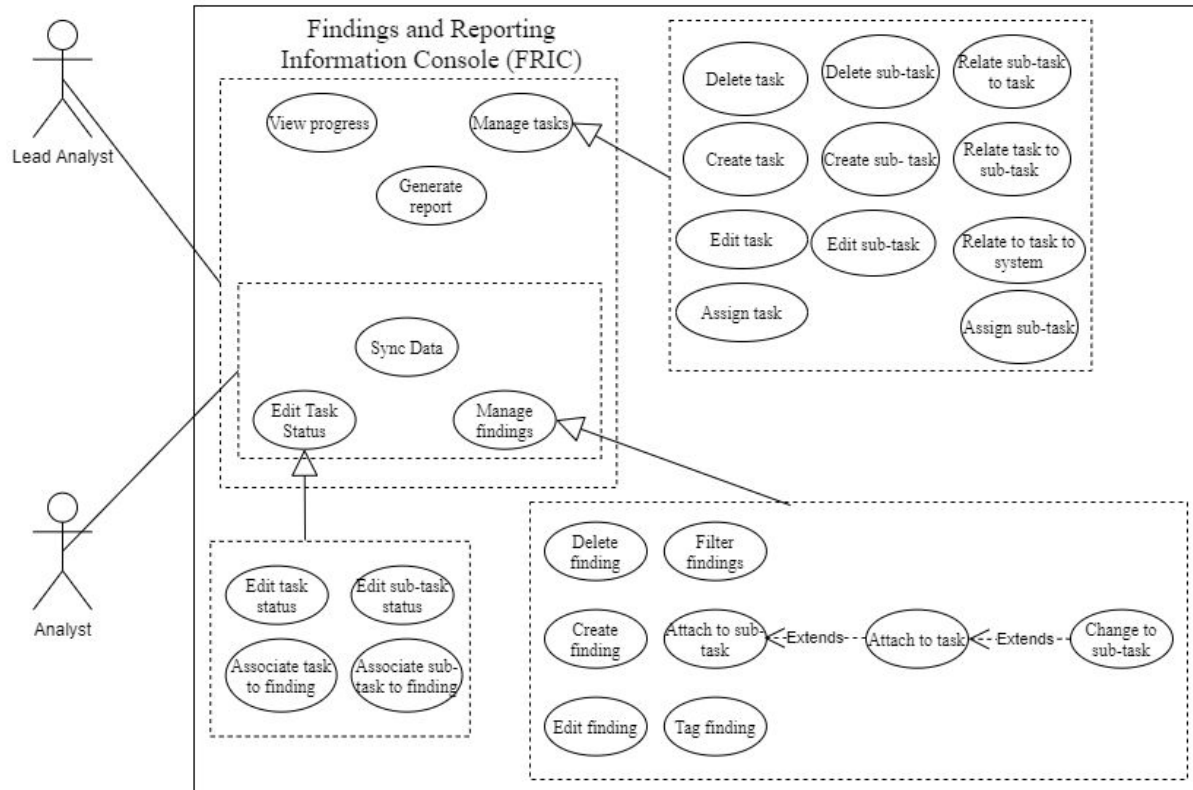 Lead Analyst
Analyst
Findings and Reporting
Information Console (FRIC)
View progress
Manage tasks
Generate
report
Sync Data
Edit Task
Status
Manage
findings
Delete task
Delete sub-task
Relate sub-task
to task
Create task
Create sub- task
Relate task to
sub-task
Edit task
Edit sub-task
Relate to task to
system
Assign task
Assign sub-task
Edit task
status
Edit sub-task
status
Associate task
to finding
Associate sub-
task to finding
Delete
finding
Filter
findings
Create
finding
Attach to sub-
task
Extends
Attach to task
Extends
Change to
sub-task
Edit finding
Tag finding